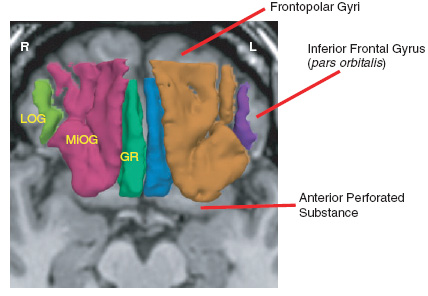 Frontopolar Gyri
R
L
Inferior Frontal Gyrus
(pars orbitalis)
LOG
MiOG
GR
Anterior Perforated
Substance